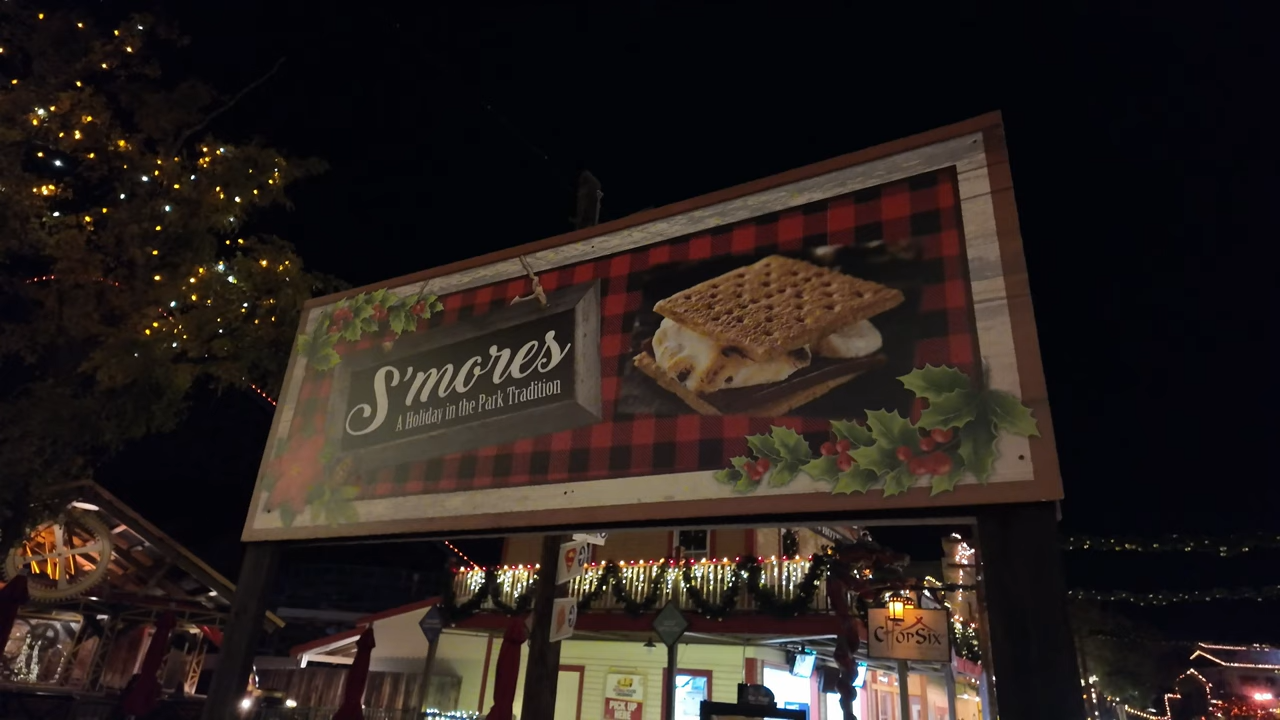 S'mores
A Holiday in the Park Tradition
ChopSix
PICK UP
HERE